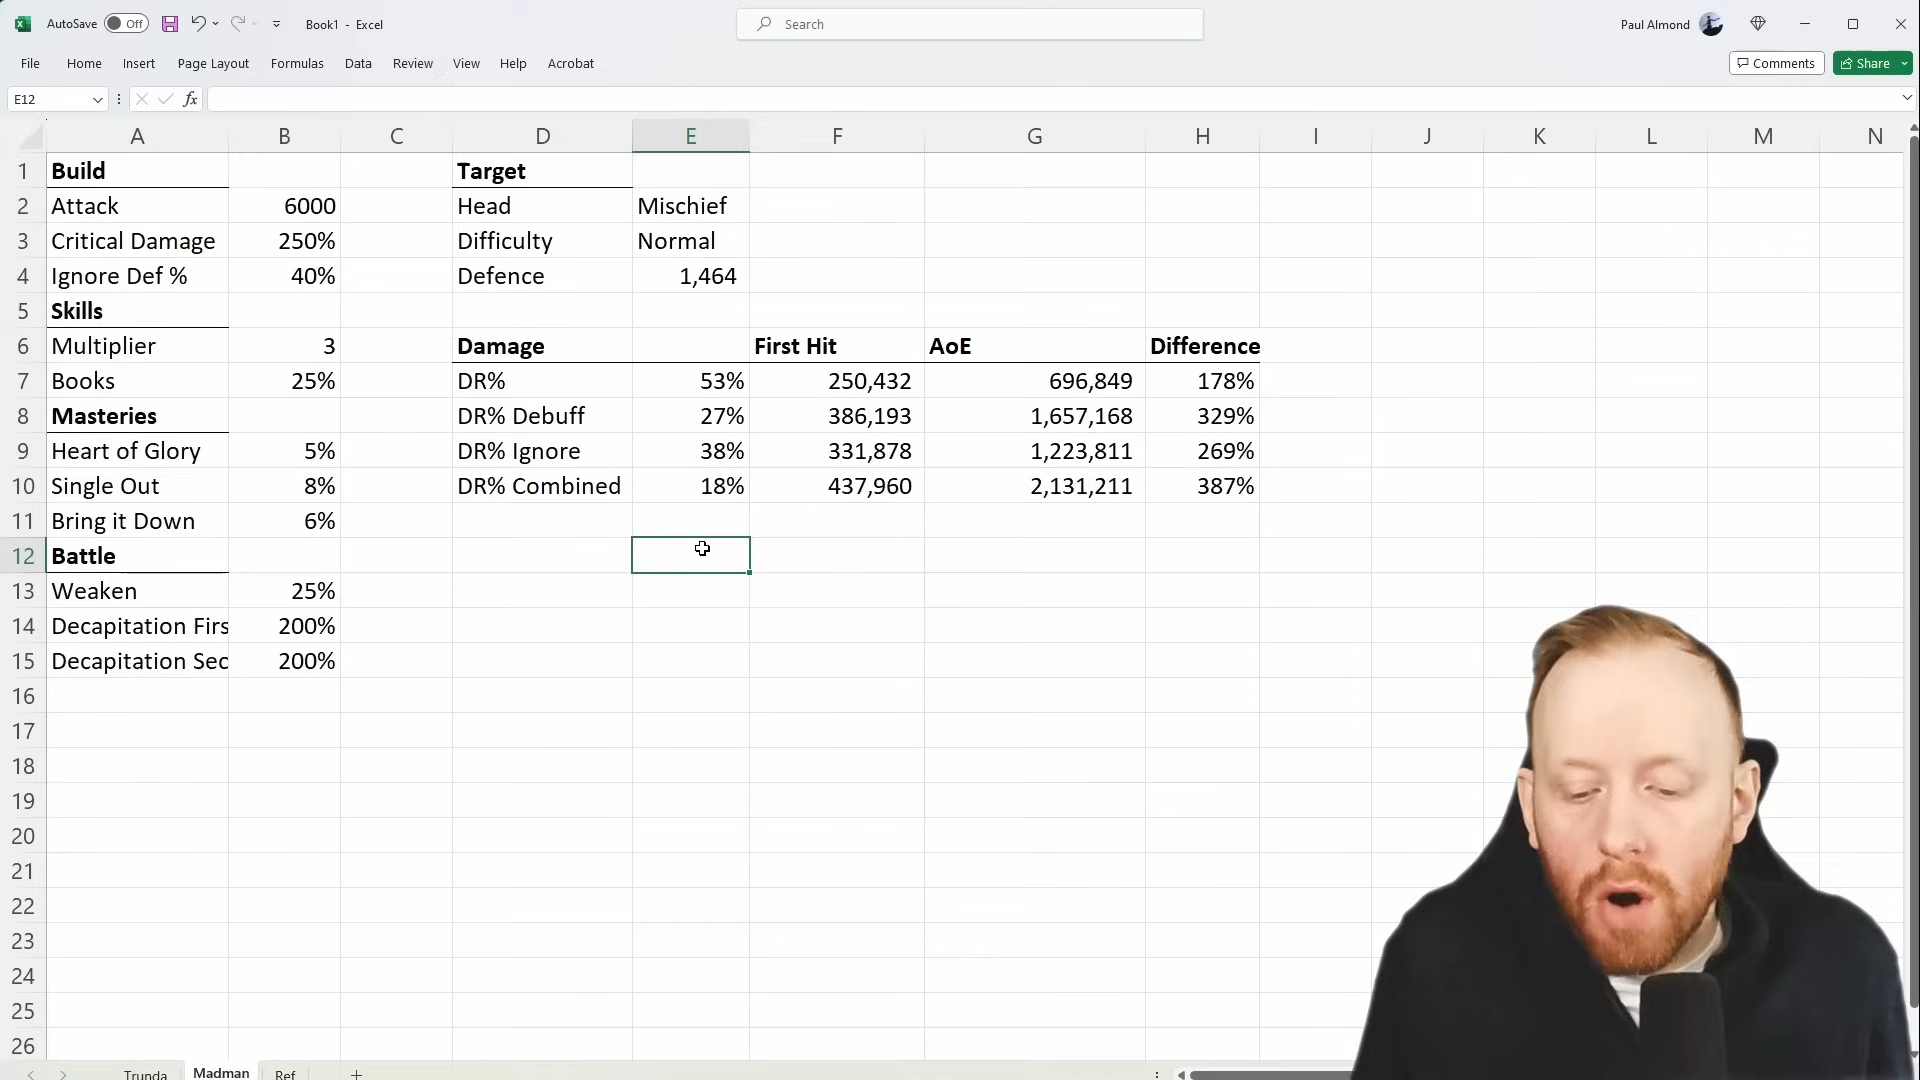 AutoSave Off Book1 - Excel Search Paul Almond
File Home Insert Page Layout Formulas Data Review View Help Acrobat Comments Share
E12 fx
A B C D E F G H I J K L M N
1 Build Target
2 Attack 6000 Head Mischief
3 Critical Damage 250% Difficulty Normal
4 Ignore Def % 40% Defence 1,464
5 Skills
6 Multiplier 3 Damage First Hit AoE Difference
7 Books 25% DR% 53% 250,432 696,849 178%
8 Masteries DR% Debuff 27% 386,193 1,657,168 329%
9 Heart of Glory 5% DR% Ignore 38% 331,878 1,223,811 269%
10 Single Out 8% DR% Combined 18% 437,960 2,131,211 387%
11 Bring it Down 6%
12 Battle
13 Weaken 25%
14 Decapitation Firs 200%
15 Decapitation Sec 200%
16
17
18
19
20
21
22
23
24
25
26
Trunda Madman Ref +